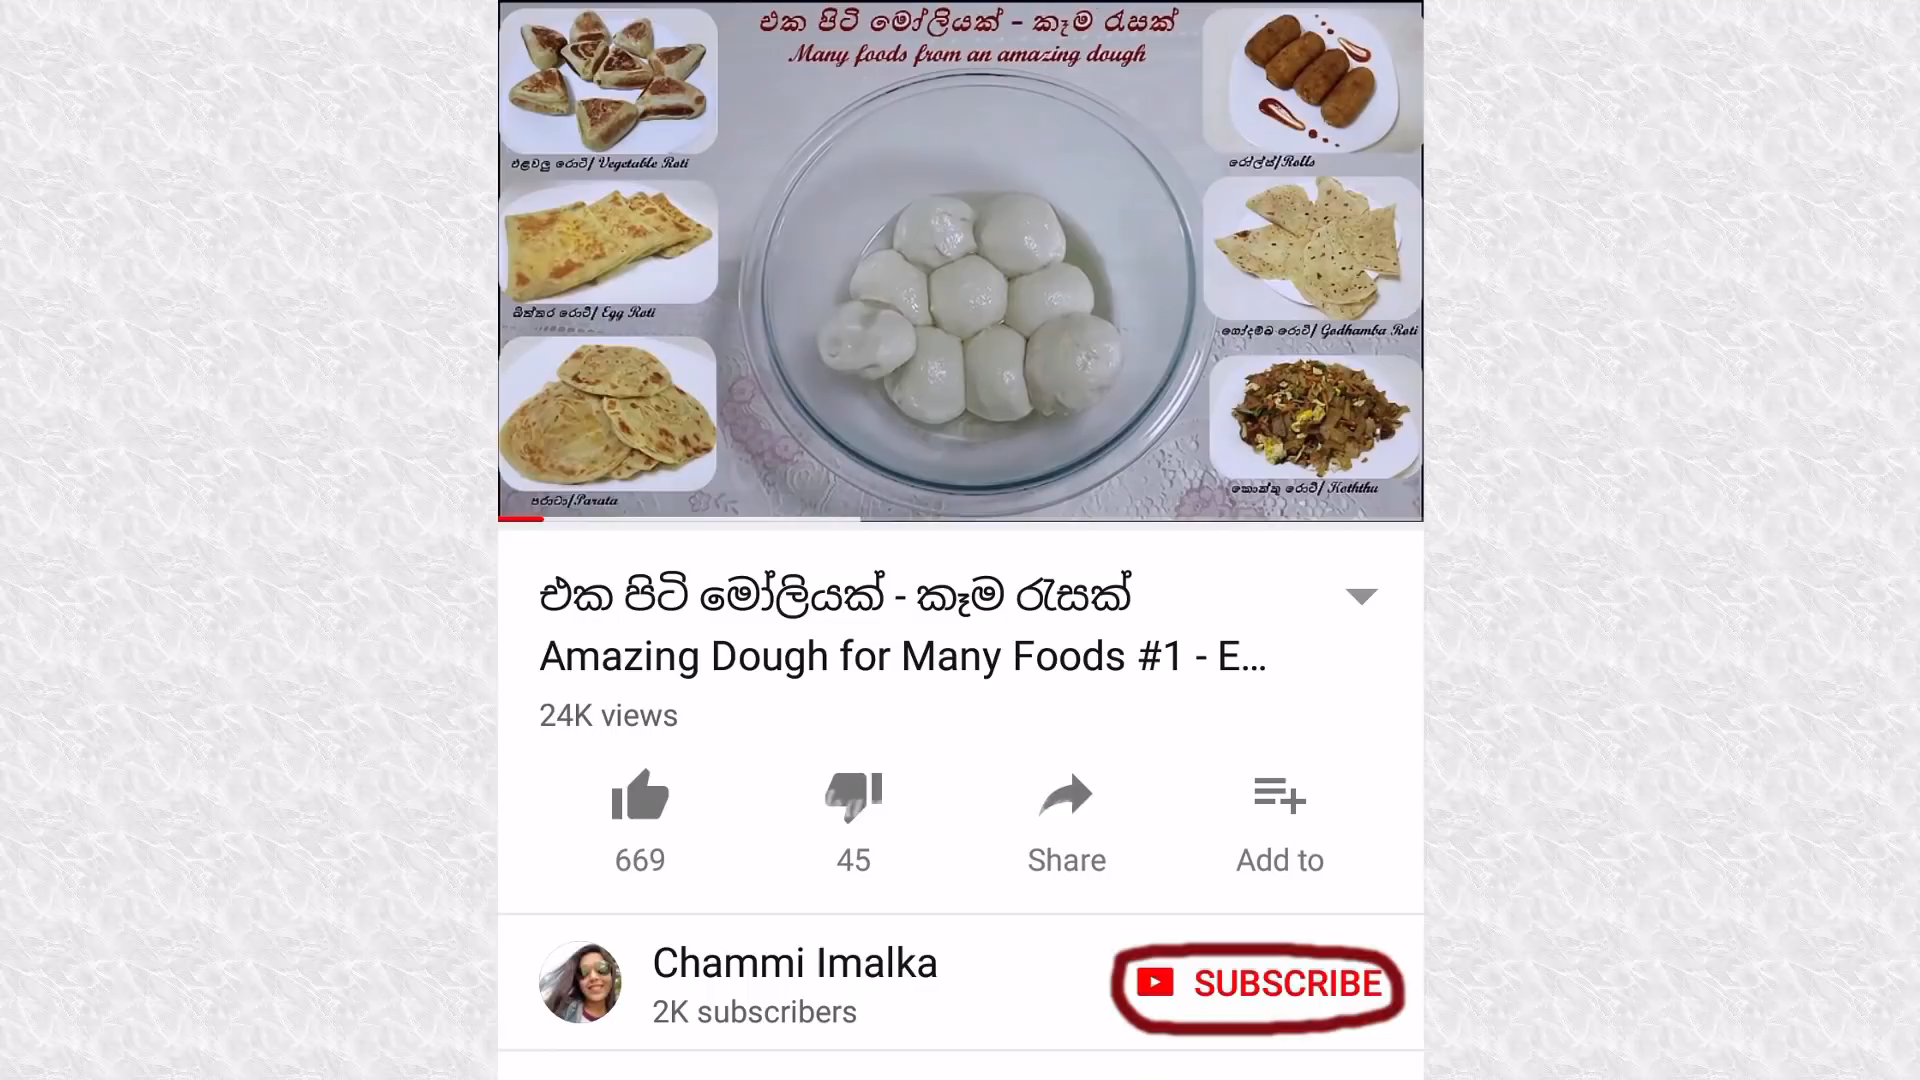 එක පිටි මෝලියක් - කෑම රැසක්
Many foods from an amazing dough
එළවලු රොටි/ Vegetable Roti
රෝල්ස්/Rolls
බිත්තර රොටි/ Egg Roti
ගෝදම්බ රොටි/ Godhamba Roti
පරාටා/Parata
කොත්තු රොටි/ Koththu
එක පිටි මෝලියක් - කෑම රැසක්
Amazing Dough for Many Foods #1 - E...
24K views
669
45
Share
Add to
Chammi Imalka
2K subscribers
SUBSCRIBE